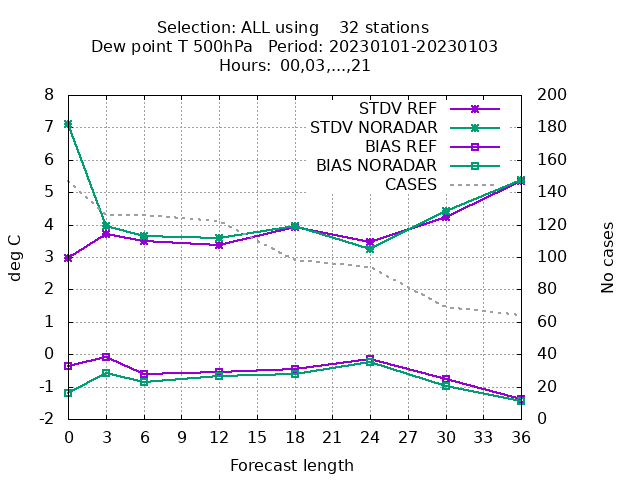 Selection: ALL using    32 stations
Dew point T 500hPa   Period: 20230101-20230103
Hours: 00,03,...,21
8
7
6
5
4
3
2
1
0
-1
-2
deg C
STDV REF
STDV NORADAR
BIAS REF
BIAS NORADAR
CASES
200
180
160
140
120
100
80
60
40
20
0
No cases
0 3 6 9 12 15 18 21 24 27 30 33 36
Forecast length